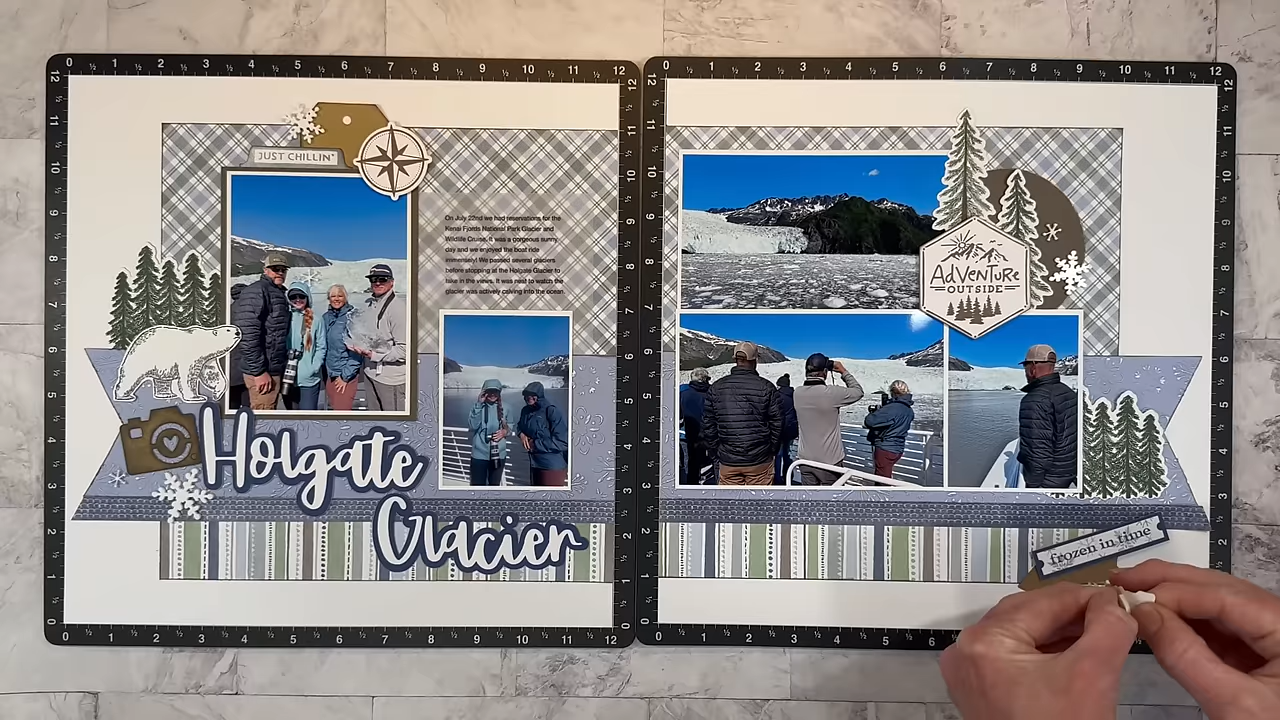 JUST CHILLIN'
On July 22nd we had reservations for the
Kenai Fjords National Park Glacier and
Wildlife Cruise. It was a gorgeous sunny
day and we enjoyed the boat ride
immensely! We passed several glaciers
before stopping at the Holgate Glacier to
take in the views. It was neat to watch the
glacier was actively calving into the ocean.
Holgate
Glacier
ADVENTURE
OUTSIDE
frozen in time